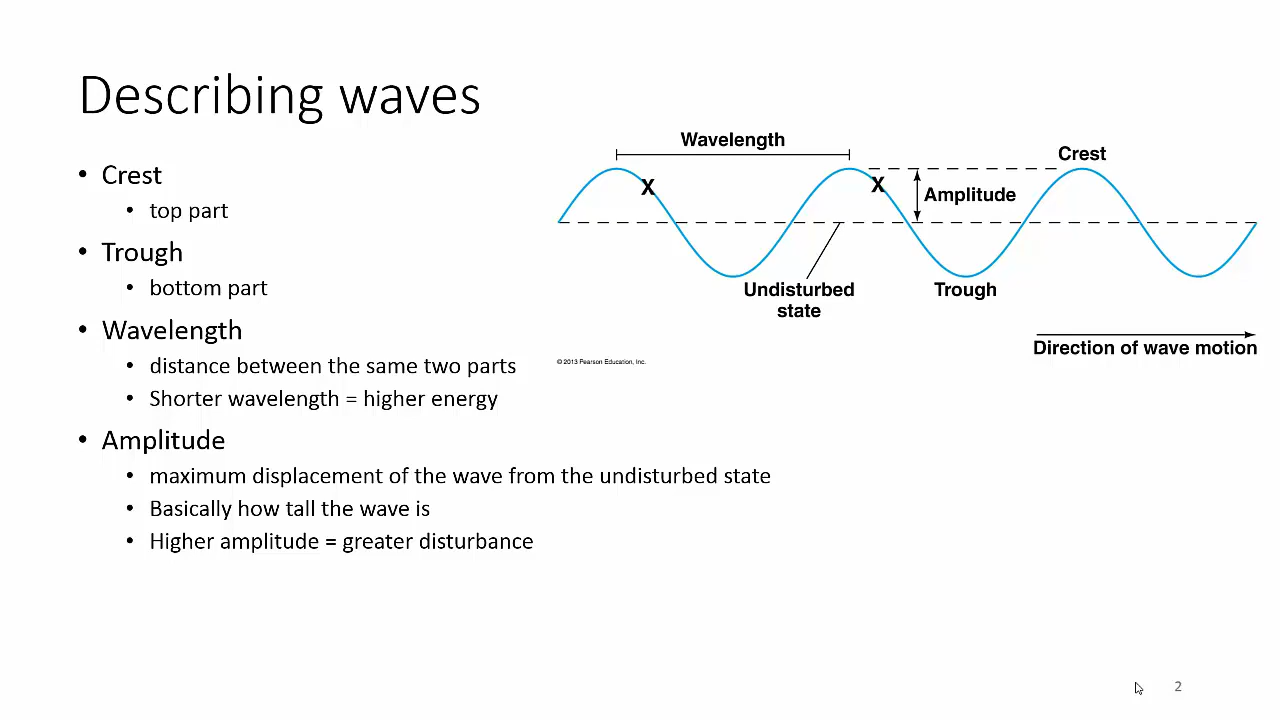 Describing waves
• Crest
• top part
• Trough
• bottom part
• Wavelength
• distance between the same two parts
• Shorter wavelength = higher energy
• Amplitude
• maximum displacement of the wave from the undisturbed state
• Basically how tall the wave is
• Higher amplitude = greater disturbance
Wavelength
Crest
X
X
Amplitude
Undisturbed
state
Trough
Direction of wave motion
© 2013 Pearson Education, Inc.
2